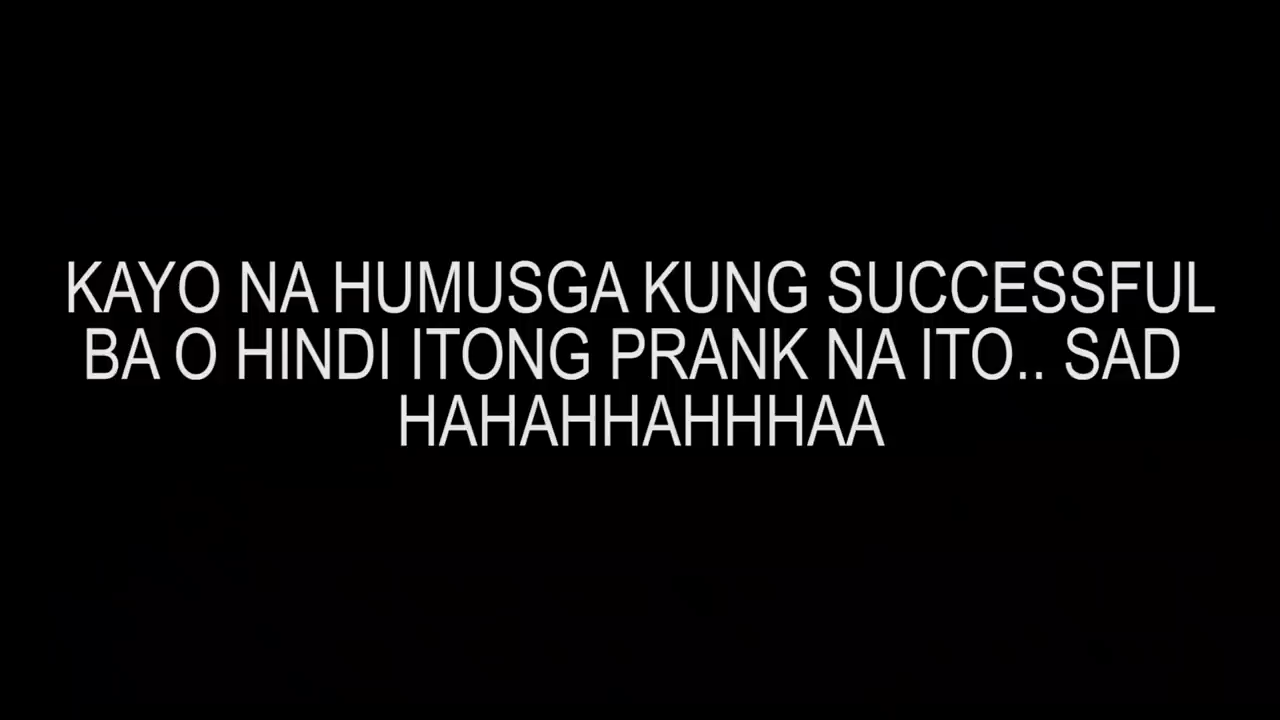 KAYO NA HUMUSGA KUNG SUCCESSFUL
BA O HINDI ITONG PRANK NA ITO.. SAD
HAHAHHAHHHAA